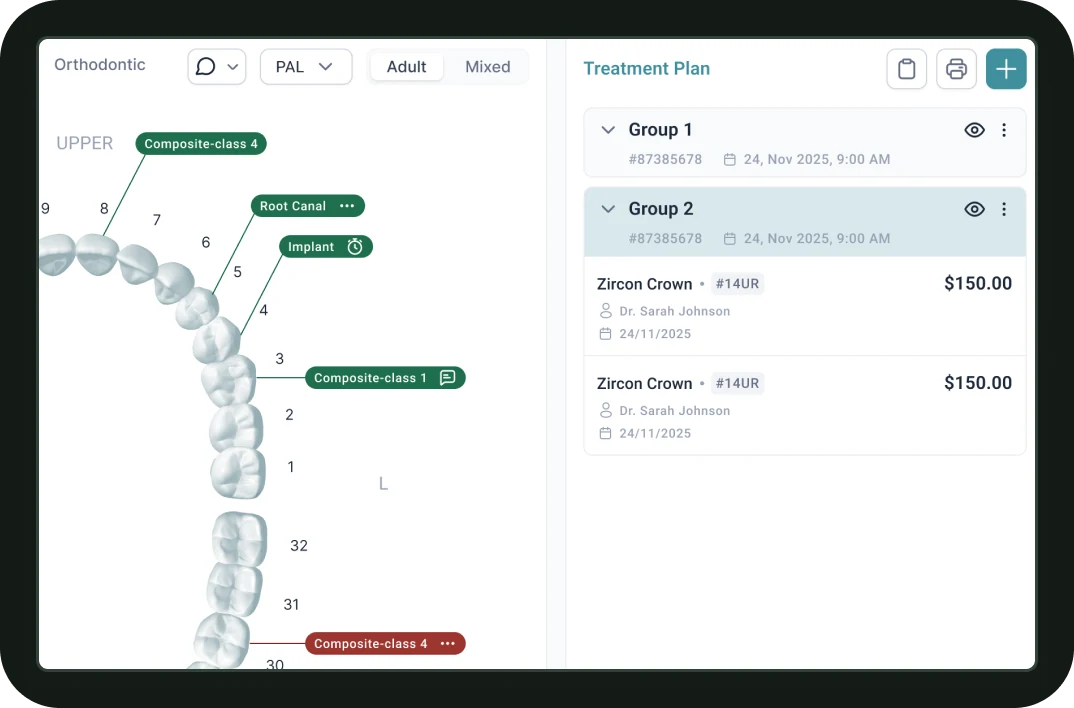 Orthodontic
PAL
Adult
Mixed
UPPER
Composite-class 4
9
8
7
Root Canal
6
Implant
5
4
3
Composite-class 1
2
1
L
32
31
Composite-class 4
30
Treatment Plan
Group 1
#87385678 24, Nov 2025, 9:00 AM
Group 2
#87385678 24, Nov 2025, 9:00 AM
Zircon Crown • #14UR $150.00
Dr. Sarah Johnson
24/11/2025
Zircon Crown • #14UR $150.00
Dr. Sarah Johnson
24/11/2025